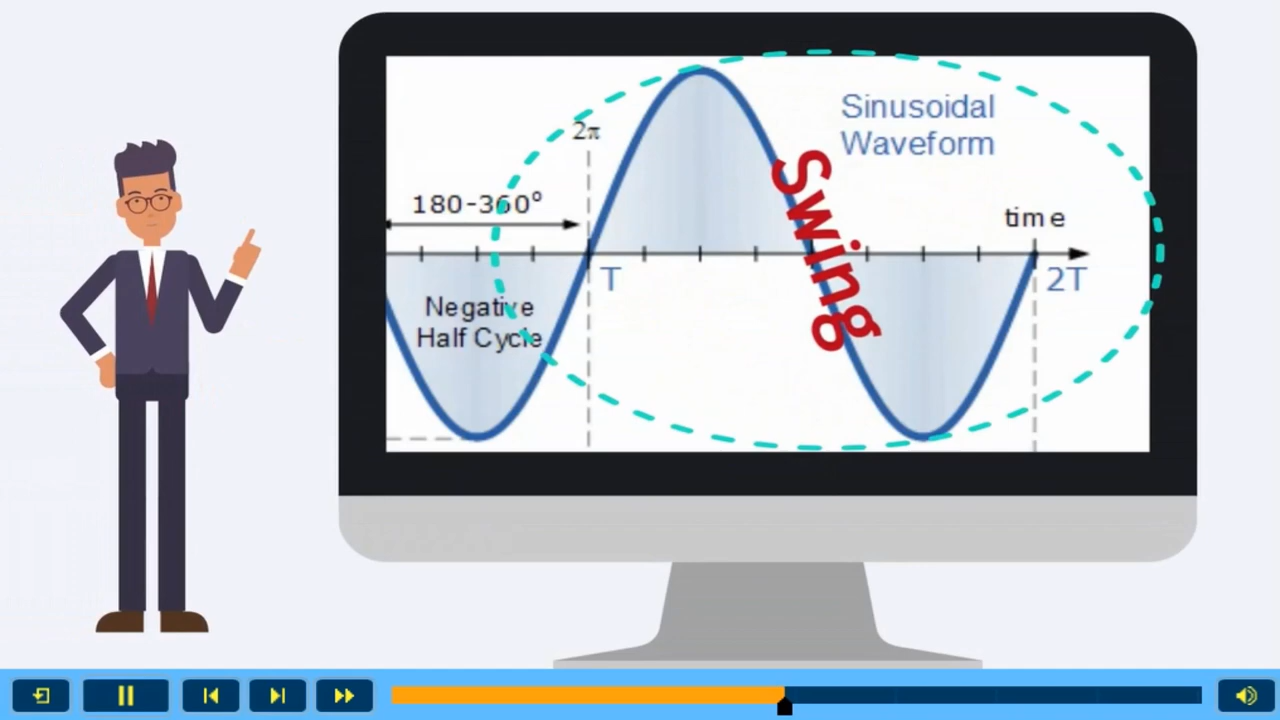 Sinusoidal
Waveform
2π
180-360°
time
Swing
T
2T
Negative
Half Cycle